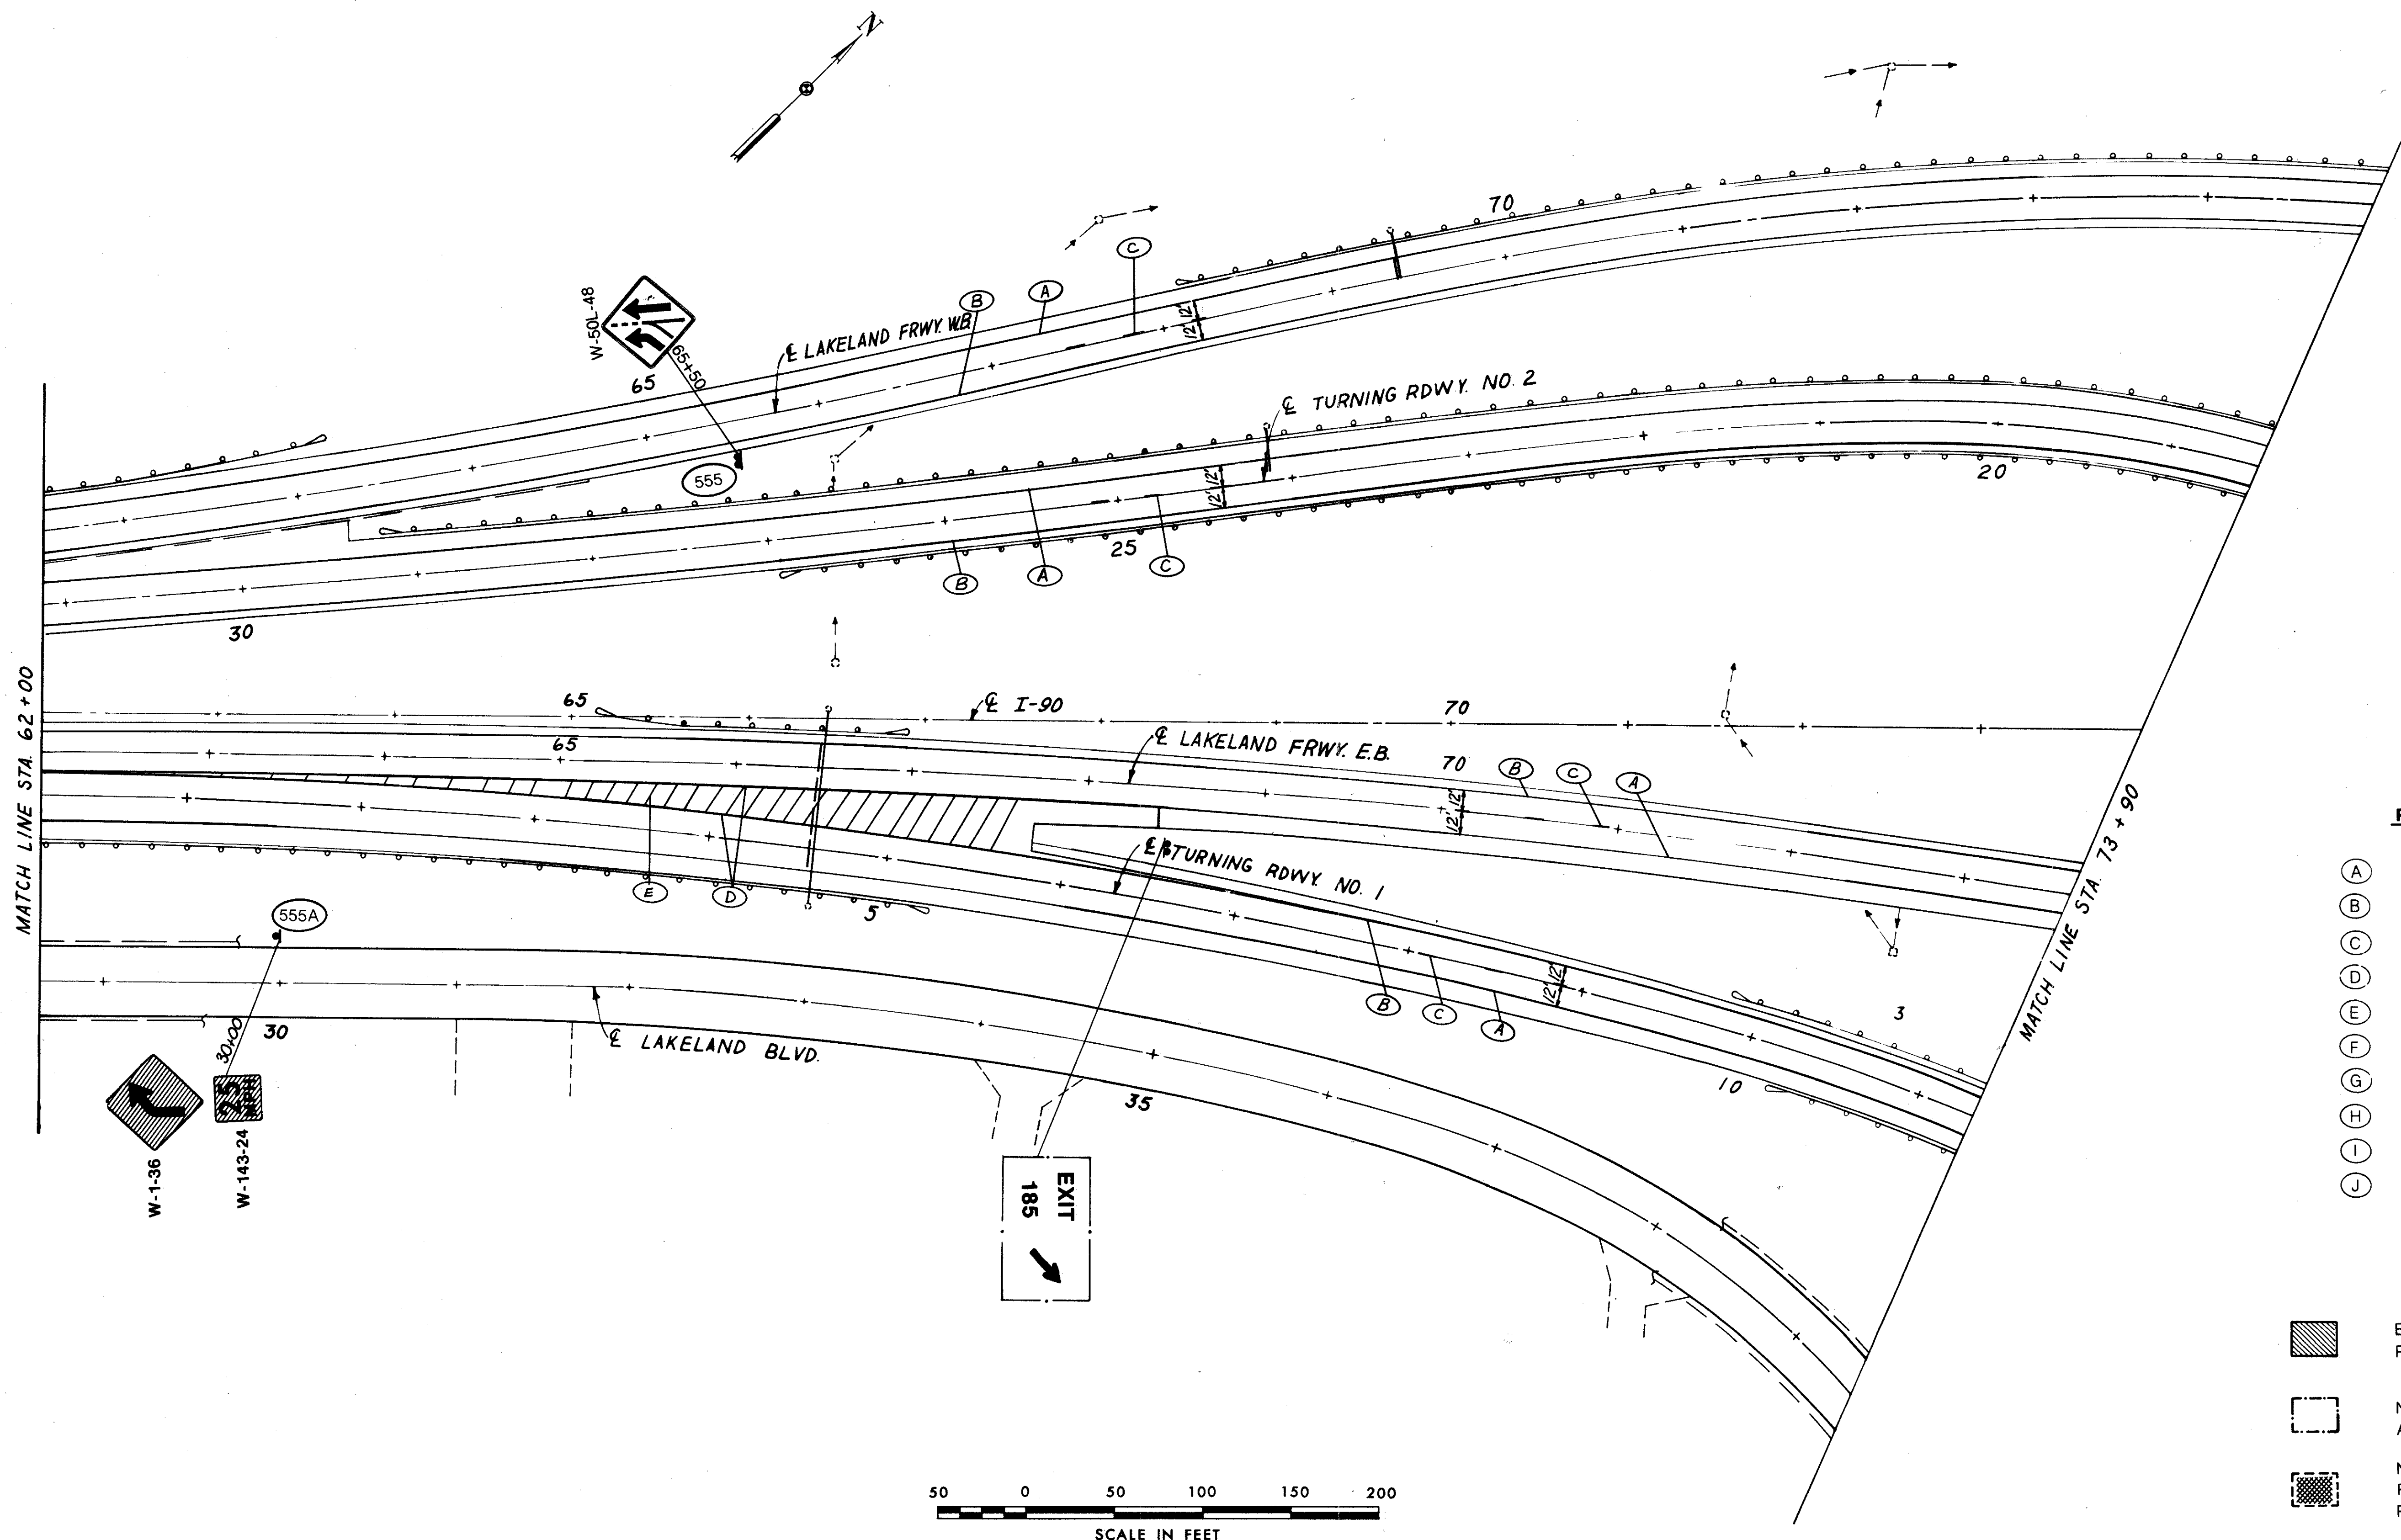 N
70
C
A
B
W-50L-48
℄ LAKELAND FRWY. W.B.
65+50
65
12' 12'
555
℄ TURNING RDWY. NO. 2
12' 12'
20
25
B
A
C
30
MATCH LINE STA. 62+00
65
℄ I-90
70
65
℄ LAKELAND FRWY. E.B.
70
B
C
A
12' 12'
MATCH LINE STA. 73 + 90
℄ TURNING RDWY. NO. 1
E
D
5
555A
12' 12'
B
C
A
3
10
30+00
30
℄ LAKELAND BLVD.
35
25
MPH
W-1-36
W-143-24
EXIT
185
A
B
C
D
E
F
G
H
I
J
50 0 50 100 150 200
SCALE IN FEET